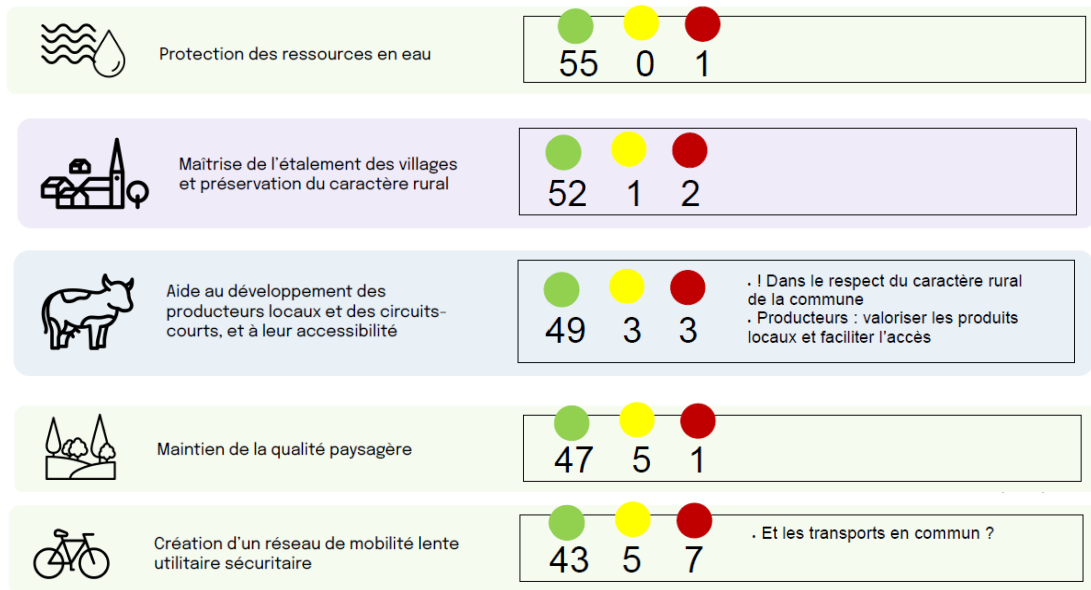 Protection des ressources en eau
55 0 1
Maîtrise de l'étalement des villages
et préservation du caractère rural
52 1 2
Aide au développement des
producteurs locaux et des circuits-
courts, et à leur accessibilité
49 3 3
. ! Dans le respect du caractère rural
de la commune
. Producteurs : valoriser les produits
locaux et faciliter l'accès
Maintien de la qualité paysagère
47 5 1
Création d'un réseau de mobilité lente
utilitaire sécuritaire
43 5 7
. Et les transports en commun ?